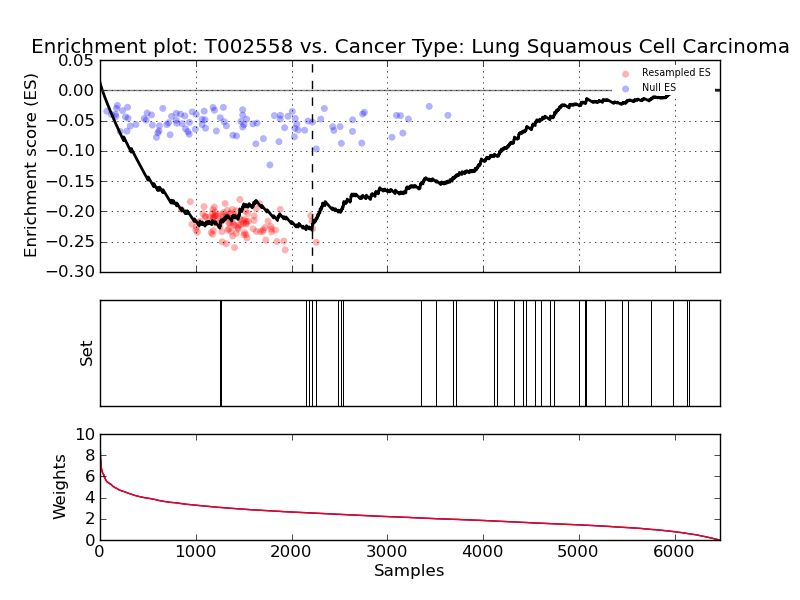 Enrichment plot: T002558 vs. Cancer Type: Lung Squamous Cell Carcinoma
0.05
0.00
−0.05
−0.10
−0.15
−0.20
−0.25
−0.30
Enrichment score (ES)
Resampled ES
Null ES
Set
10
8
6
4
2
0
Weights
0 1000 2000 3000 4000 5000 6000
Samples